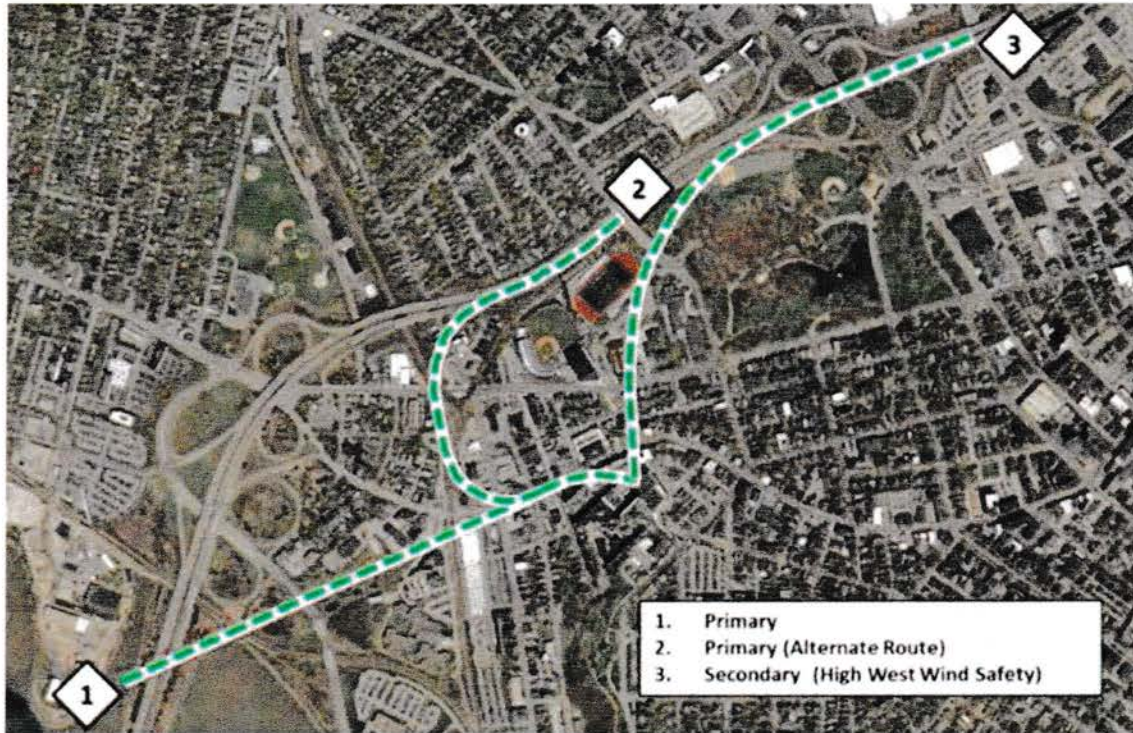 3
2
1
1. Primary
2. Primary (Alternate Route)
3. Secondary (High West Wind Safety)